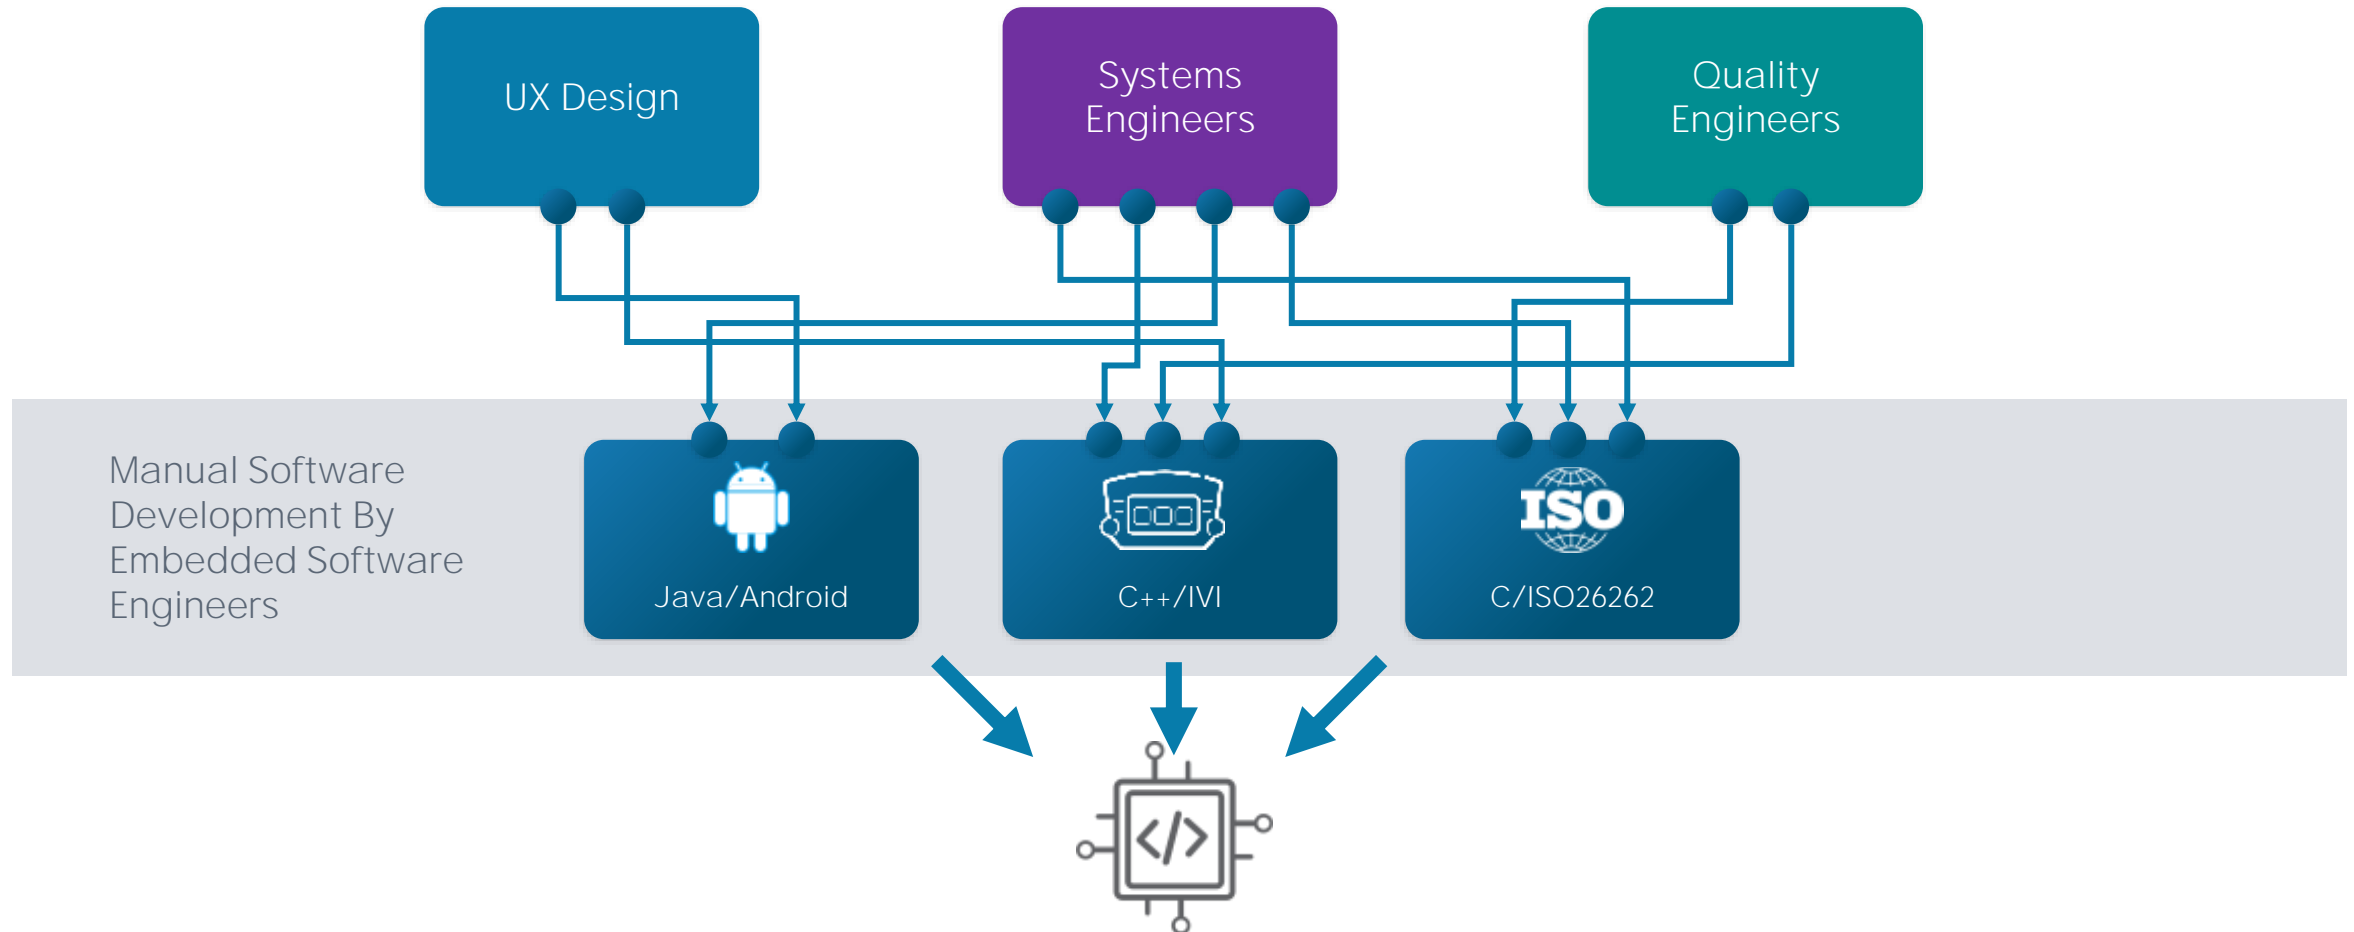 UX Design
Systems
Engineers
Quality
Engineers
Manual Software
Development By
Embedded Software
Engineers
ISO
Java/Android
C++/IVI
C/ISO26262
</>